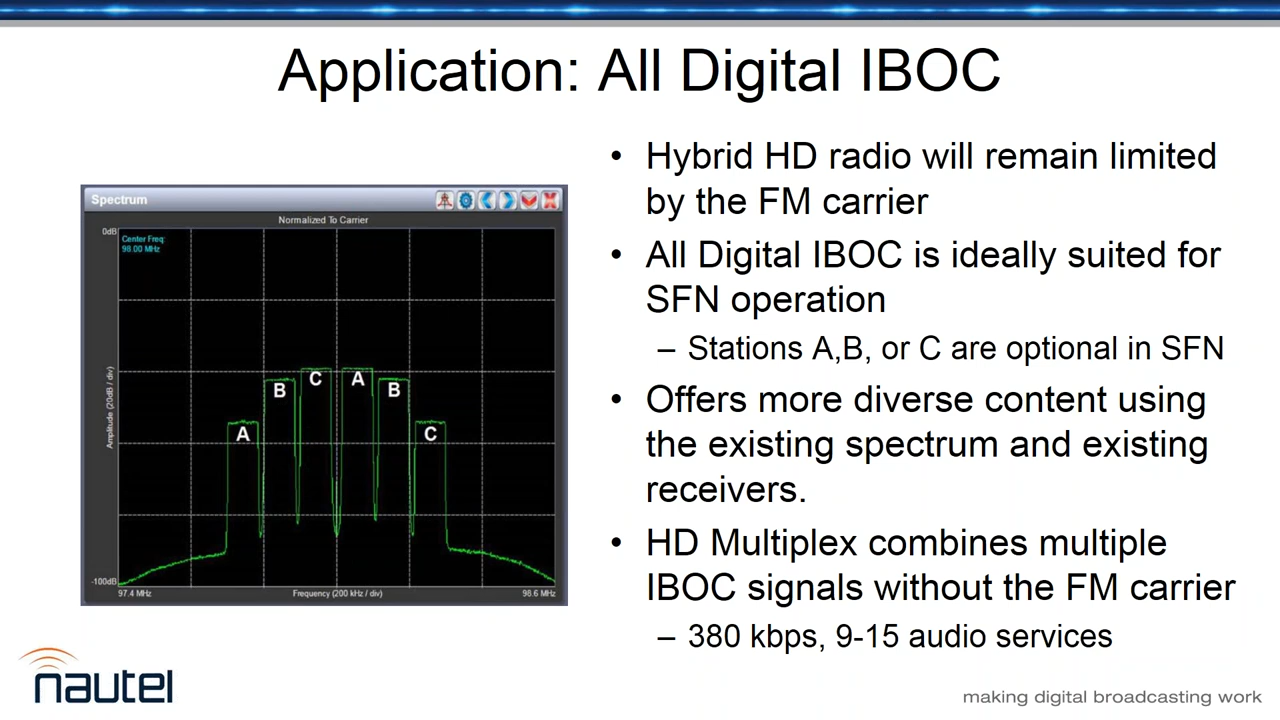 Application: All Digital IBOC
Spectrum
Normalized To Carrier
0dB
Center Freq:
98.00 MHz
Amplitude (20dB / div)
A
B
C
A
B
C
-100dB
97.4 MHz
Frequency (200 kHz / div)
98.6 MHz
• Hybrid HD radio will remain limited
by the FM carrier
• All Digital IBOC is ideally suited for
SFN operation
– Stations A,B, or C are optional in SFN
• Offers more diverse content using
the existing spectrum and existing
receivers.
• HD Multiplex combines multiple
IBOC signals without the FM carrier
– 380 kbps, 9-15 audio services
nautel
making digital broadcasting work